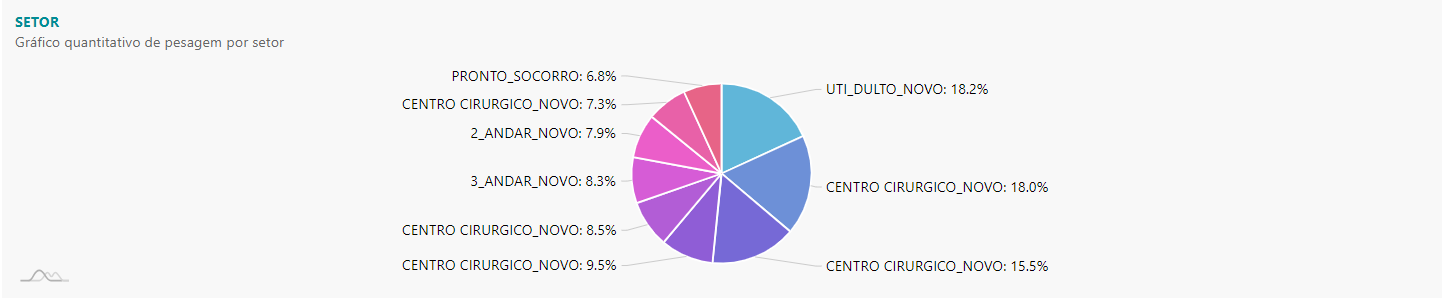 SETOR
Gráfico quantitativo de pesagem por setor
PRONTO_SOCORRO: 6.8%
UTI_DULTO_NOVO: 18.2%
CENTRO CIRURGICO_NOVO: 7.3%
2_ANDAR_NOVO: 7.9%
3_ANDAR_NOVO: 8.3%
CENTRO CIRURGICO_NOVO: 18.0%
CENTRO CIRURGICO_NOVO: 8.5%
CENTRO CIRURGICO_NOVO: 9.5%
CENTRO CIRURGICO_NOVO: 15.5%